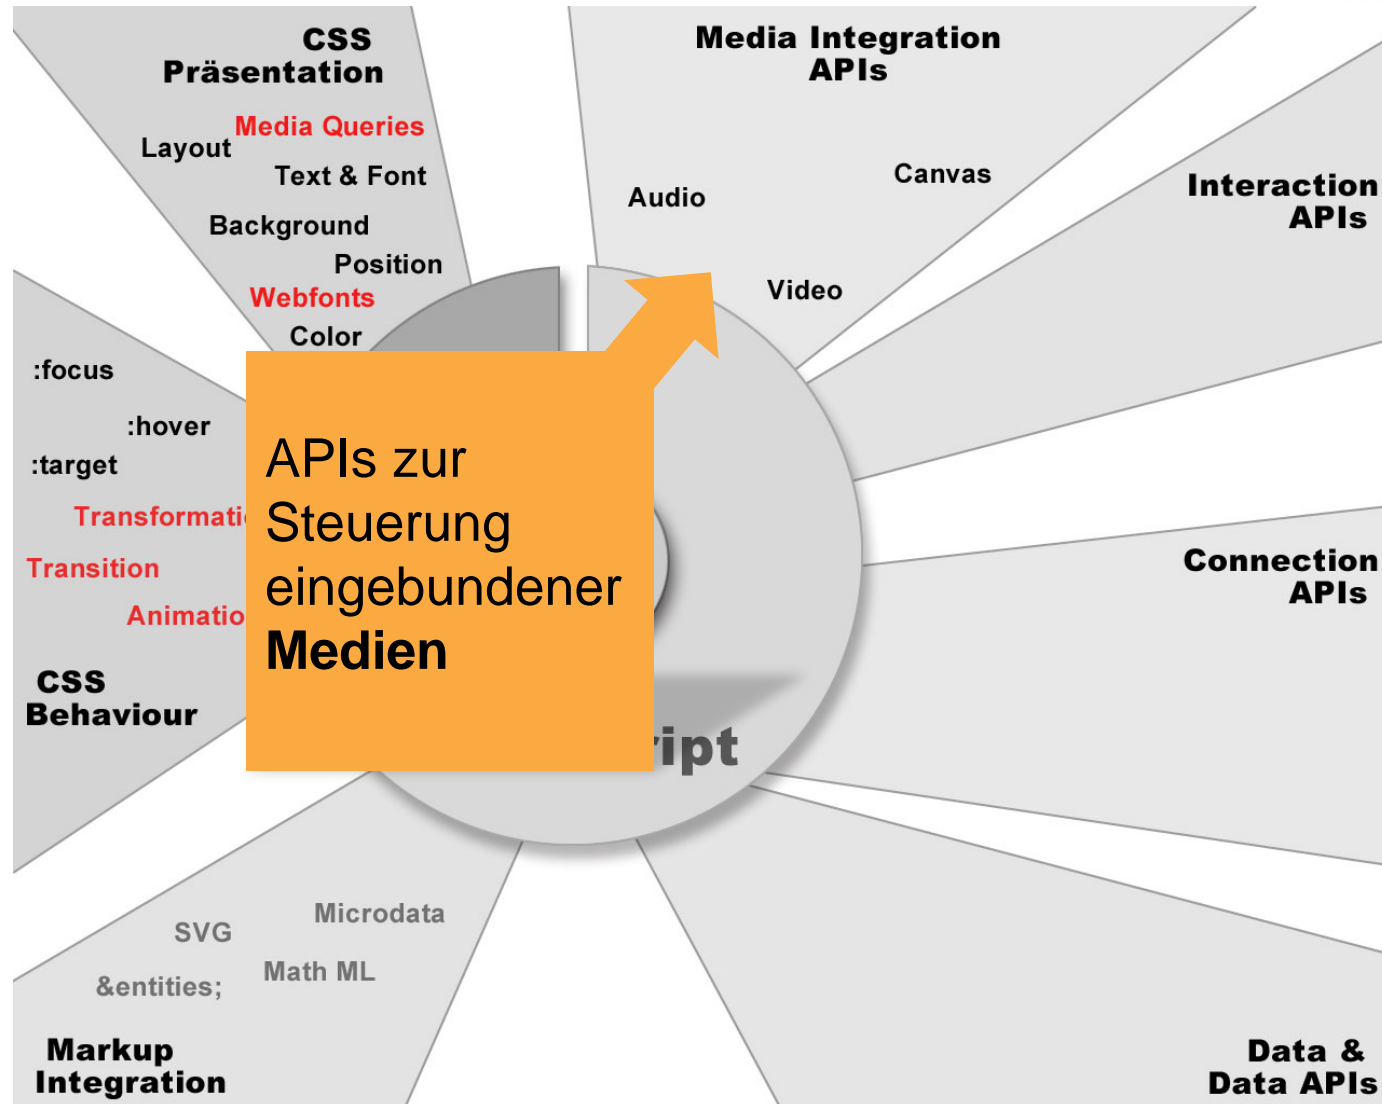 CSS
Präsentation
Media Queries
Layout
Text & Font
Background
Position
Webfonts
Color
Media Integration
APIs
Audio
Canvas
Video
Interaction
APIs
:focus
:hover
:target
Transformati
Transition
Animatio
CSS
Behaviour
APIs zur
Steuerung
eingebundener
Medien
ript
Connection
APIs
SVG
Microdata
&entities;
Math ML
Markup
Integration
Data &
Data APIs